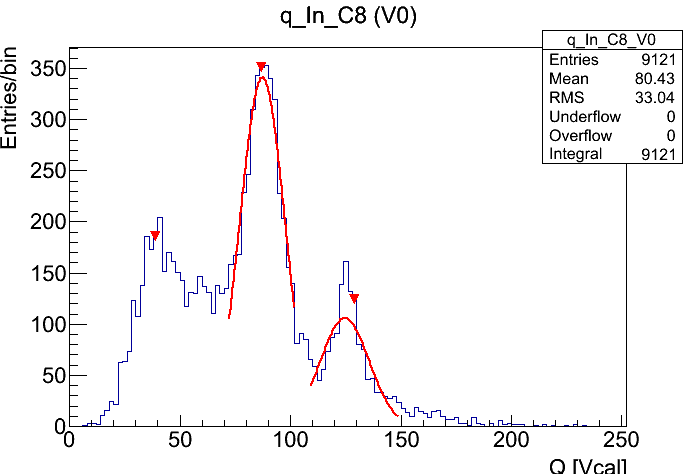 q_In_C8 (V0)
q_In_C8_V0
Entries 9121
Mean 80.43
RMS 33.04
Underflow 0
Overflow 0
Integral 9121
Entries/bin
350
300
250
200
150
100
50
0
0 50 100 150 200 250
Q [Vcal]